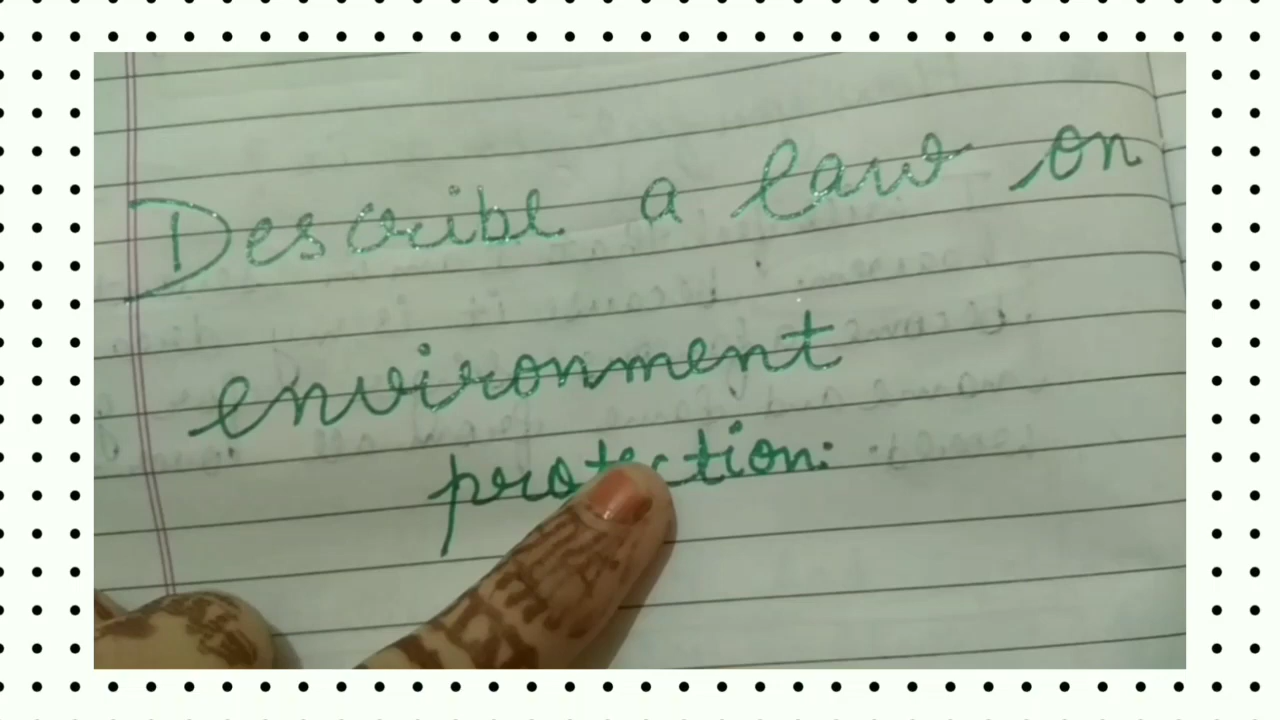 Describe a law on
environment
protection.